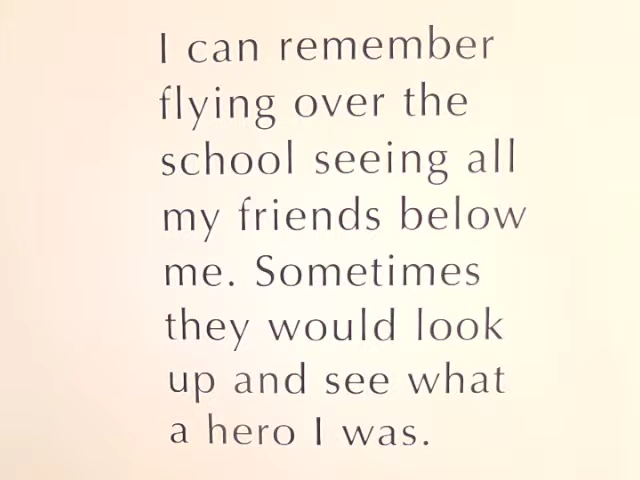 I can remember
flying over the
school seeing all
my friends below
me. Sometimes
they would look
up and see what
a hero I was.